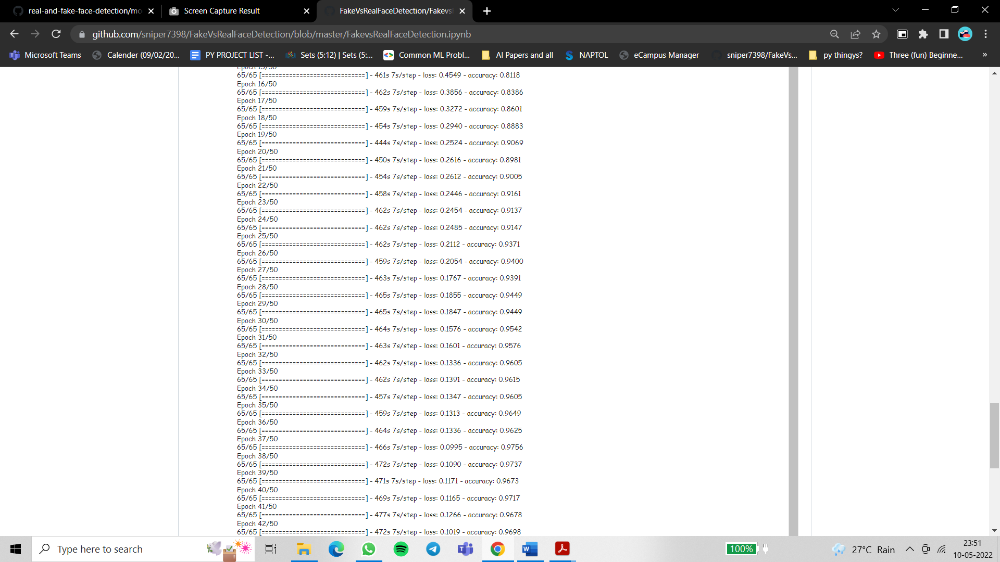 real-and-fake-face-detection/mo
Screen Capture Result
FakeVsRealFaceDetection/Fakevs
github.com/sniper7398/FakeVsRealFaceDetection/blob/master/FakevsRealFaceDetection.ipynb
Microsoft Teams
Calender (09/02/20...
PY PROJECT LIST -...
Sets (5:12) | Sets (5:...
Common ML Probl...
AI Papers and all
NAPTOL
eCampus Manager
sniper7398/FakeVs...
py thingys?
Three (fun) Beginne...
»
Epoch 15/50
65/65 [==============================] - 461s 7s/step - loss: 0.4549 - accuracy: 0.8118
Epoch 16/50
65/65 [==============================] - 462s 7s/step - loss: 0.3856 - accuracy: 0.8386
Epoch 17/50
65/65 [==============================] - 459s 7s/step - loss: 0.3272 - accuracy: 0.8601
Epoch 18/50
65/65 [==============================] - 454s 7s/step - loss: 0.2940 - accuracy: 0.8883
Epoch 19/50
65/65 [==============================] - 444s 7s/step - loss: 0.2524 - accuracy: 0.9069
Epoch 20/50
65/65 [==============================] - 450s 7s/step - loss: 0.2616 - accuracy: 0.8981
Epoch 21/50
65/65 [==============================] - 454s 7s/step - loss: 0.2612 - accuracy: 0.9005
Epoch 22/50
65/65 [==============================] - 458s 7s/step - loss: 0.2446 - accuracy: 0.9161
Epoch 23/50
65/65 [==============================] - 462s 7s/step - loss: 0.2454 - accuracy: 0.9137
Epoch 24/50
65/65 [==============================] - 462s 7s/step - loss: 0.2485 - accuracy: 0.9147
Epoch 25/50
65/65 [==============================] - 462s 7s/step - loss: 0.2112 - accuracy: 0.9371
Epoch 26/50
65/65 [==============================] - 459s 7s/step - loss: 0.2054 - accuracy: 0.9400
Epoch 27/50
65/65 [==============================] - 463s 7s/step - loss: 0.1767 - accuracy: 0.9391
Epoch 28/50
65/65 [==============================] - 465s 7s/step - loss: 0.1855 - accuracy: 0.9449
Epoch 29/50
65/65 [==============================] - 465s 7s/step - loss: 0.1847 - accuracy: 0.9449
Epoch 30/50
65/65 [==============================] - 464s 7s/step - loss: 0.1576 - accuracy: 0.9542
Epoch 31/50
65/65 [==============================] - 463s 7s/step - loss: 0.1601 - accuracy: 0.9576
Epoch 32/50
65/65 [==============================] - 462s 7s/step - loss: 0.1336 - accuracy: 0.9605
Epoch 33/50
65/65 [==============================] - 462s 7s/step - loss: 0.1391 - accuracy: 0.9615
Epoch 34/50
65/65 [==============================] - 457s 7s/step - loss: 0.1347 - accuracy: 0.9605
Epoch 35/50
65/65 [==============================] - 459s 7s/step - loss: 0.1313 - accuracy: 0.9649
Epoch 36/50
65/65 [==============================] - 464s 7s/step - loss: 0.1336 - accuracy: 0.9625
Epoch 37/50
65/65 [==============================] - 466s 7s/step - loss: 0.0995 - accuracy: 0.9756
Epoch 38/50
65/65 [==============================] - 472s 7s/step - loss: 0.1090 - accuracy: 0.9737
Epoch 39/50
65/65 [==============================] - 471s 7s/step - loss: 0.1171 - accuracy: 0.9673
Epoch 40/50
65/65 [==============================] - 469s 7s/step - loss: 0.1165 - accuracy: 0.9717
Epoch 41/50
65/65 [==============================] - 477s 7s/step - loss: 0.1266 - accuracy: 0.9678
Epoch 42/50
65/65 [==============================] - 472s 7s/step - loss: 0.1019 - accuracy: 0.9698
Type here to search
100%
27°C Rain
23:51
10-05-2022